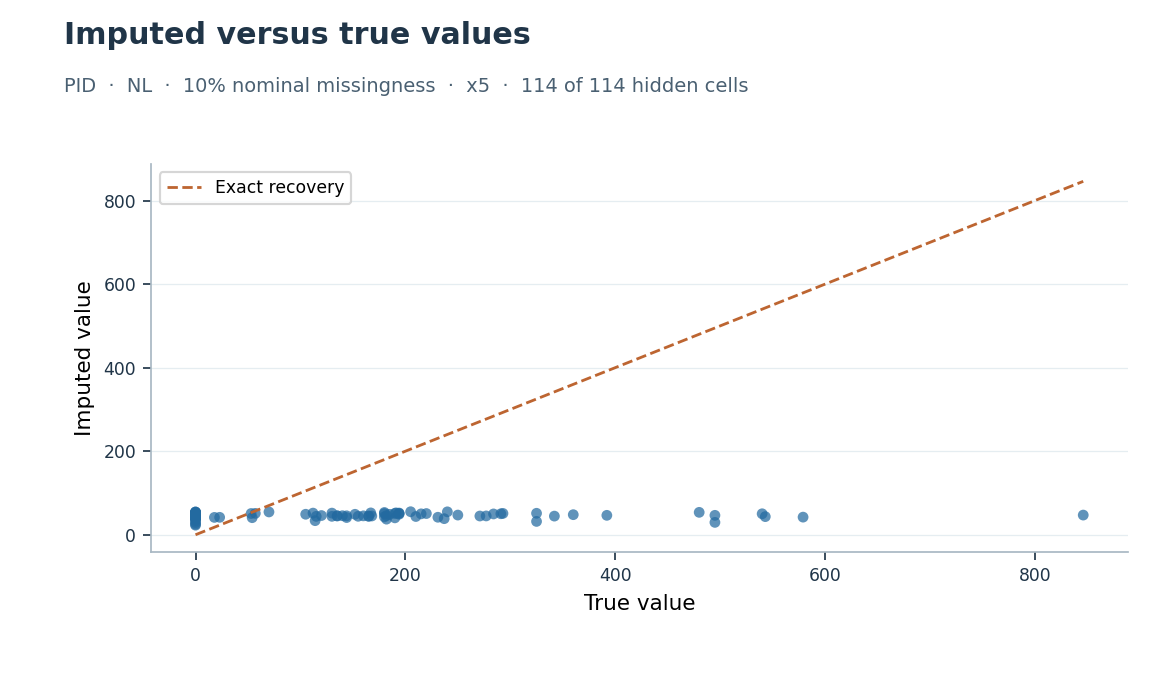 Imputed versus true values
PID · NL · 10% nominal missingness · x5 · 114 of 114 hidden cells
Exact recovery
Imputed value
800
600
400
200
0
0 200 400 600 800
True value